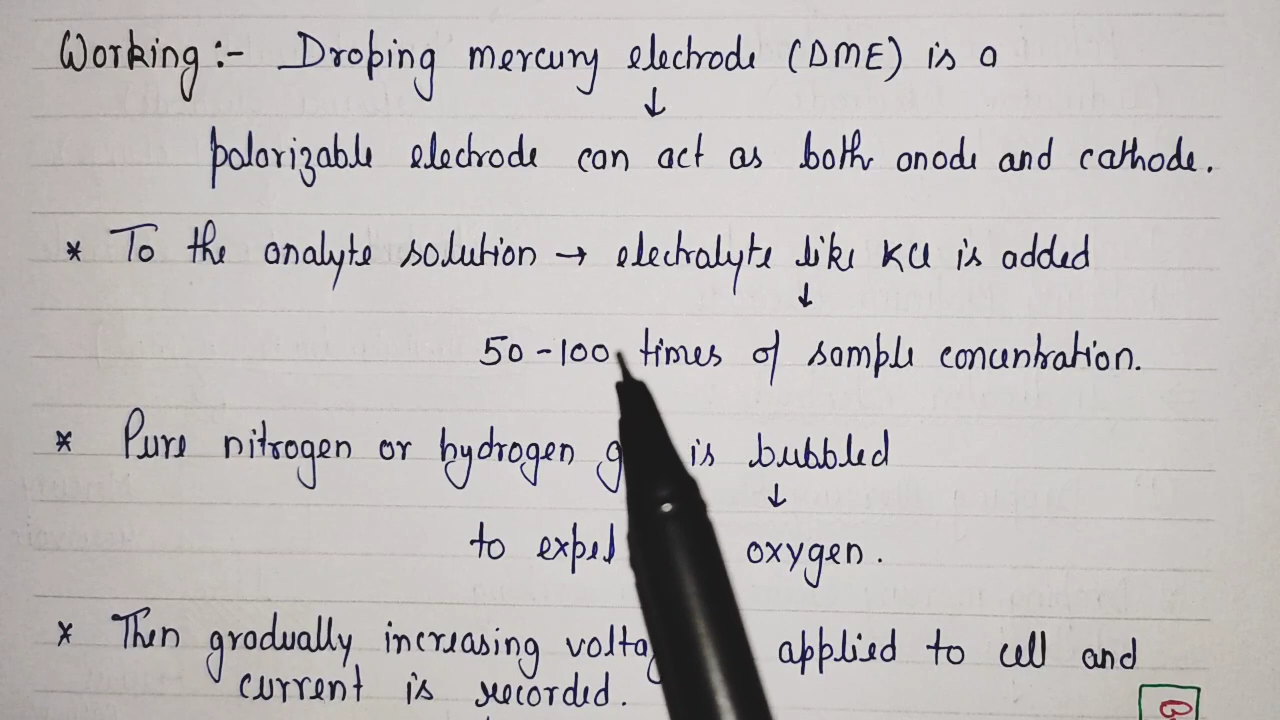 Working :- Droping mercury electrode (DME) is a
↓
polarizable electrode can act as both anode and cathode.
* To the analyte solution → electralyte like KCl is added
↓
50-100 times of sample concentration.
* Pure nitrogen or hydrogen is bubbled
↓
to expel oxygen.
* Then gradually increasing applied to cell and
current is recorded.